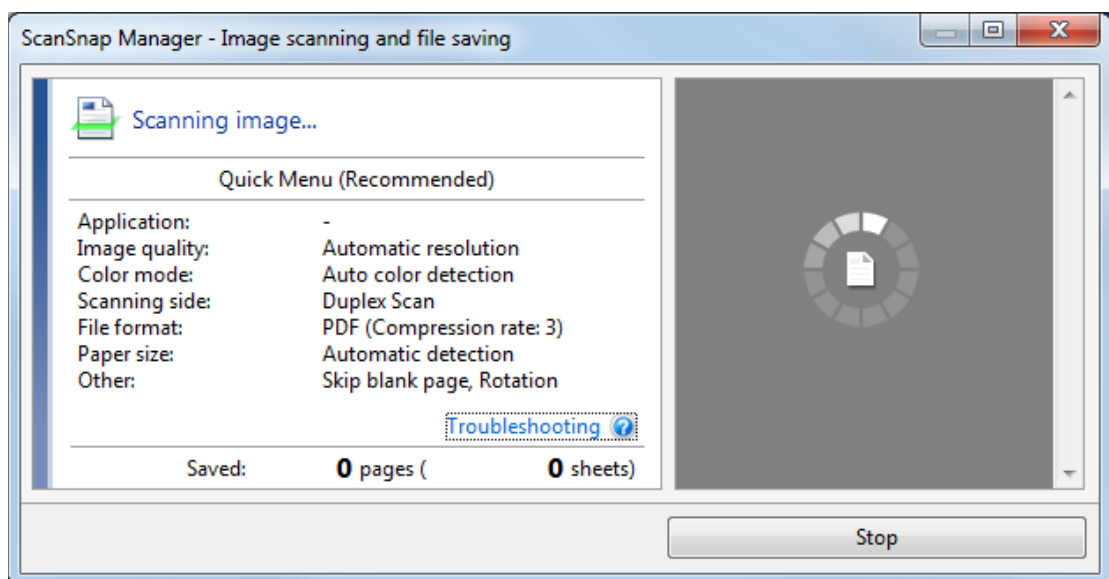 ScanSnap Manager - Image scanning and file saving
Scanning image...
Quick Menu (Recommended)
Application: -
Image quality: Automatic resolution
Color mode: Auto color detection
Scanning side: Duplex Scan
File format: PDF (Compression rate: 3)
Paper size: Automatic detection
Other: Skip blank page, Rotation
Troubleshooting
Saved: 0 pages ( 0 sheets)
Stop